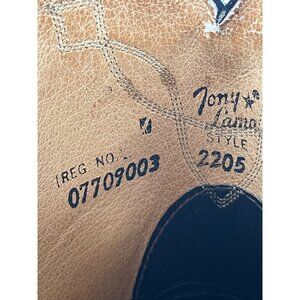 Tony★
Lama
STYLE
2205
(REG NO.
07709003